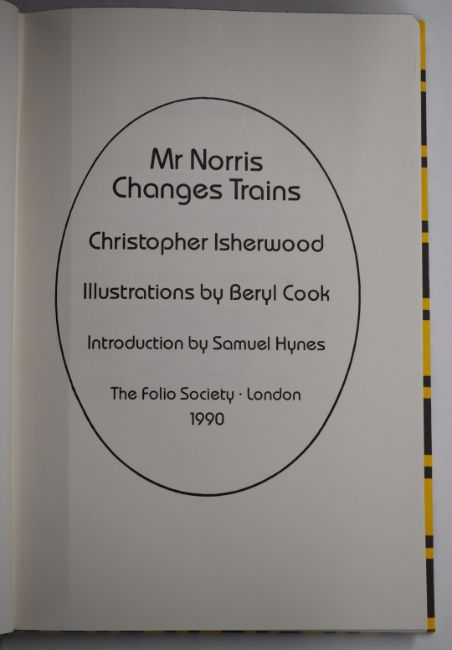 Mr Norris
Changes Trains
Christopher Isherwood
Illustrations by Beryl Cook
Introduction by Samuel Hynes
The Folio Society · London
1990